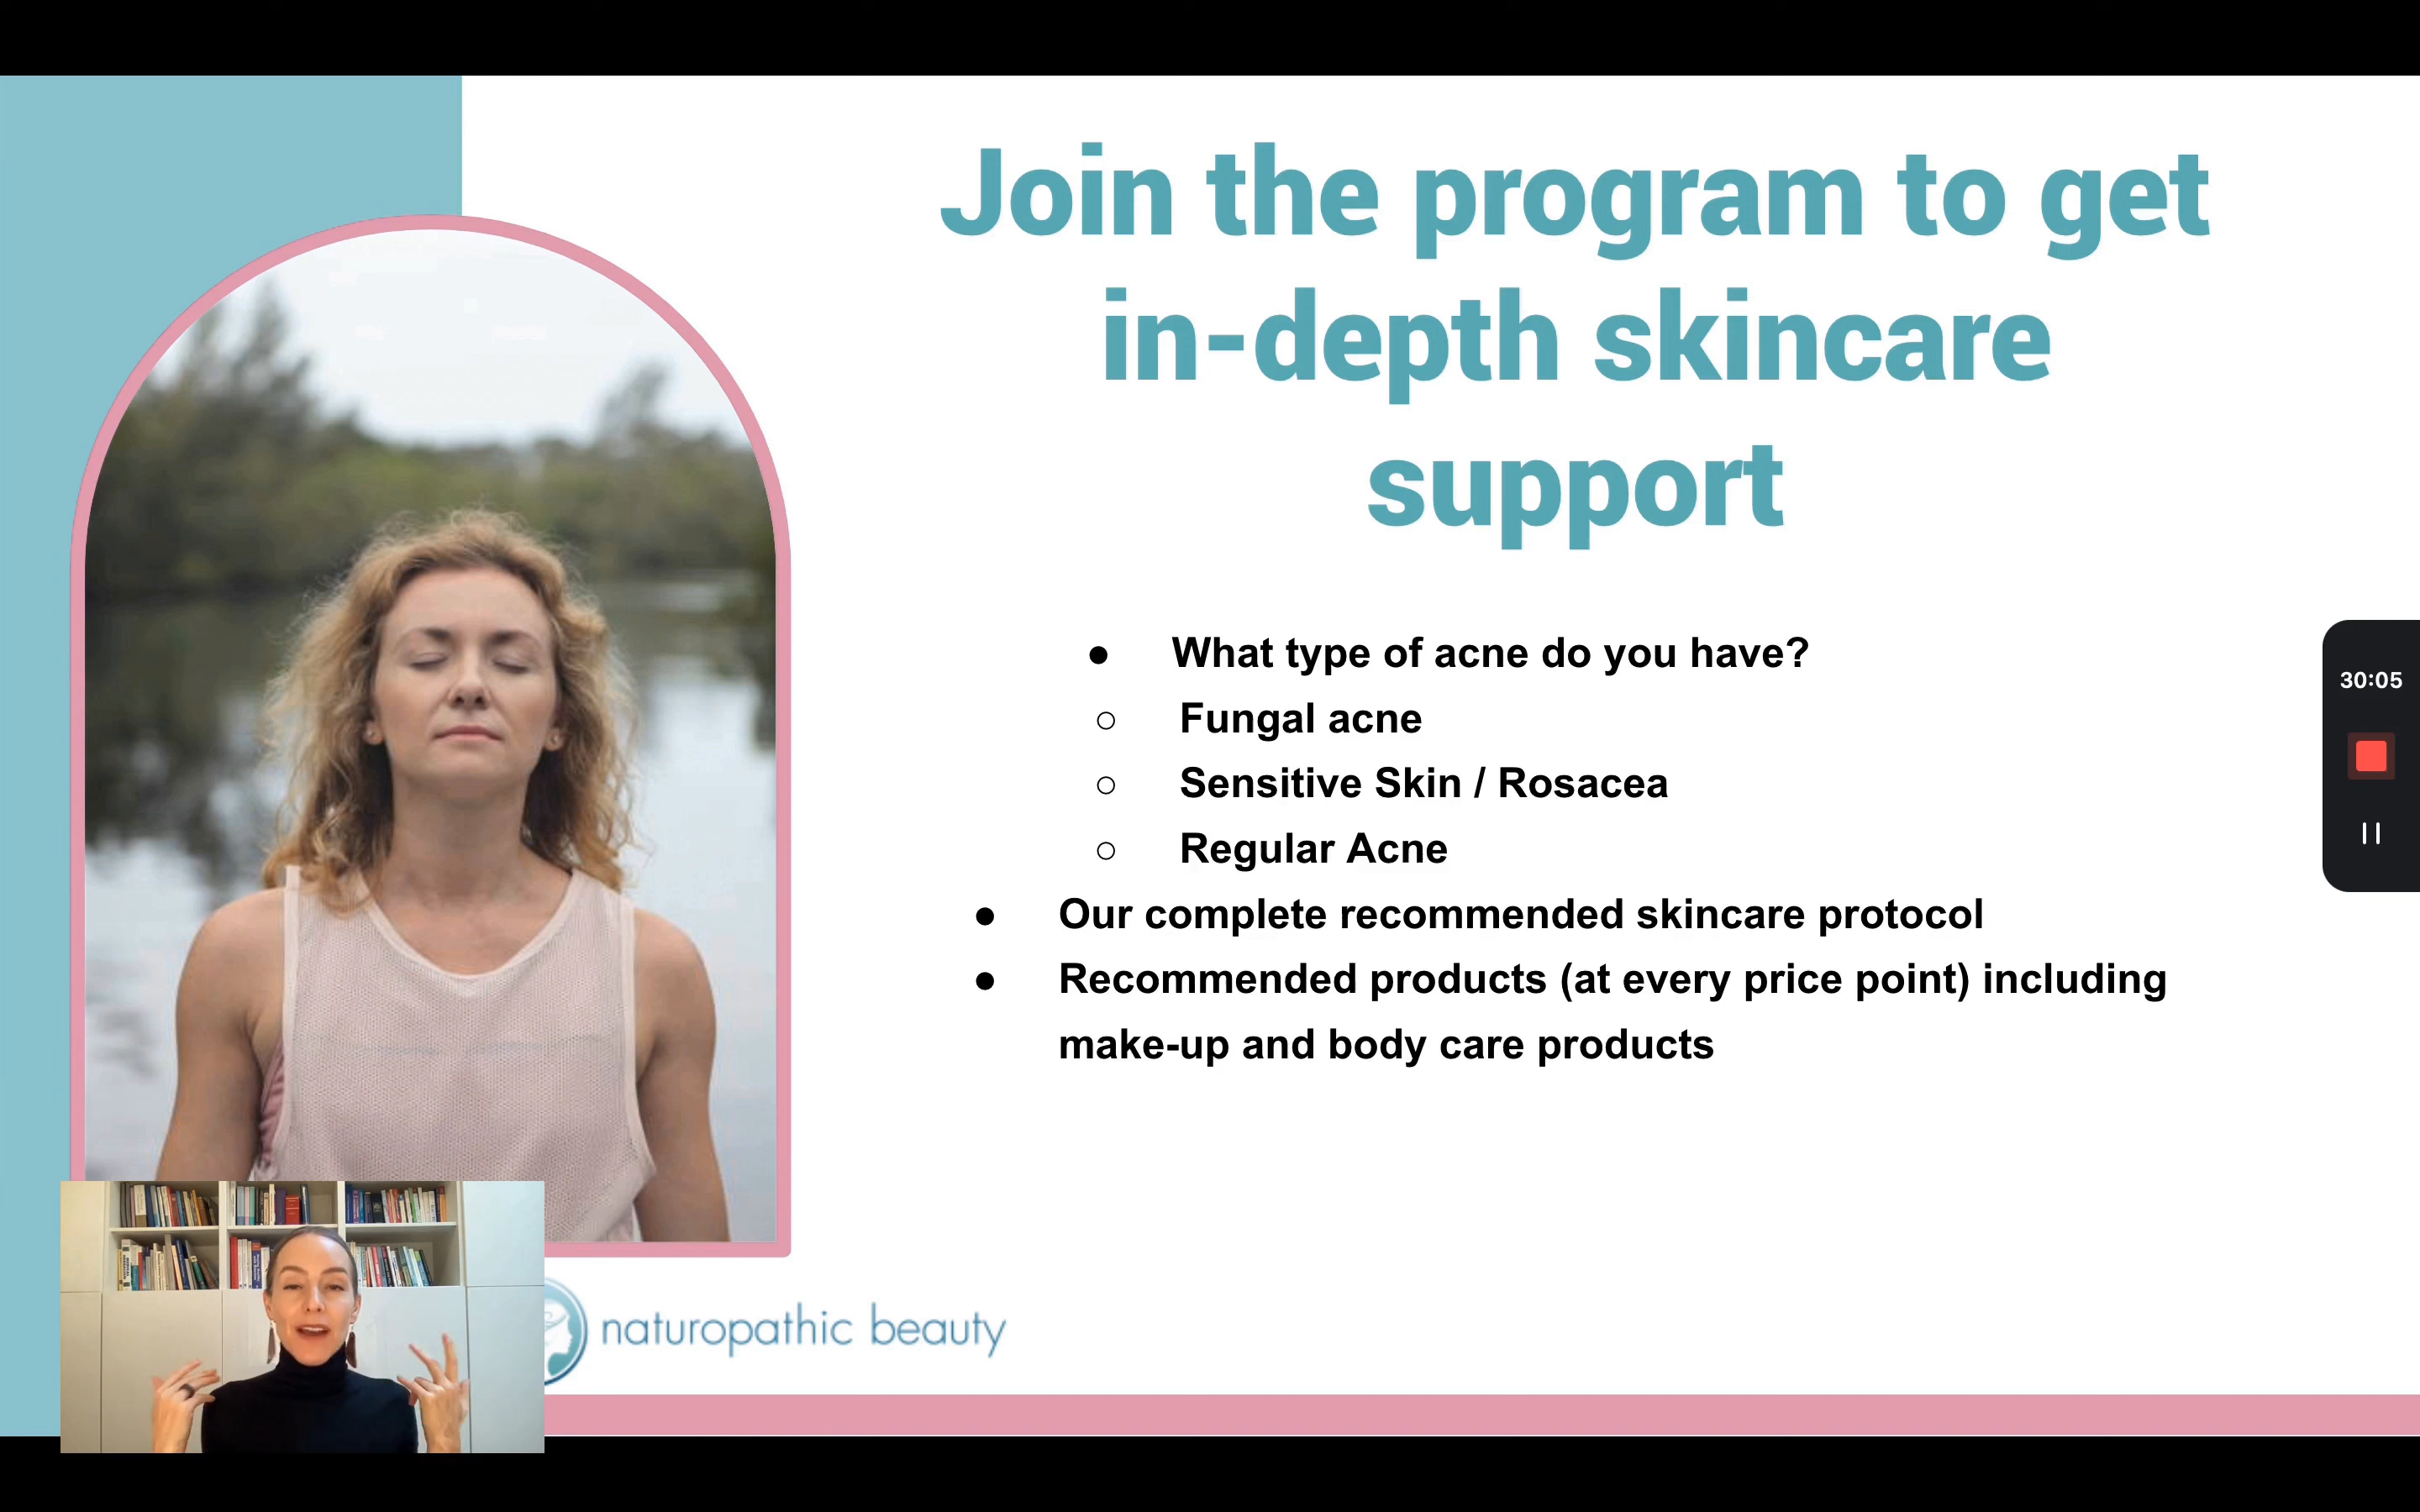 Join the program to get
in-depth skincare
support
● What type of acne do you have?
○ Fungal acne
○ Sensitive Skin / Rosacea
○ Regular Acne
● Our complete recommended skincare protocol
● Recommended products (at every price point) including
make-up and body care products
30:05
naturopathic beauty